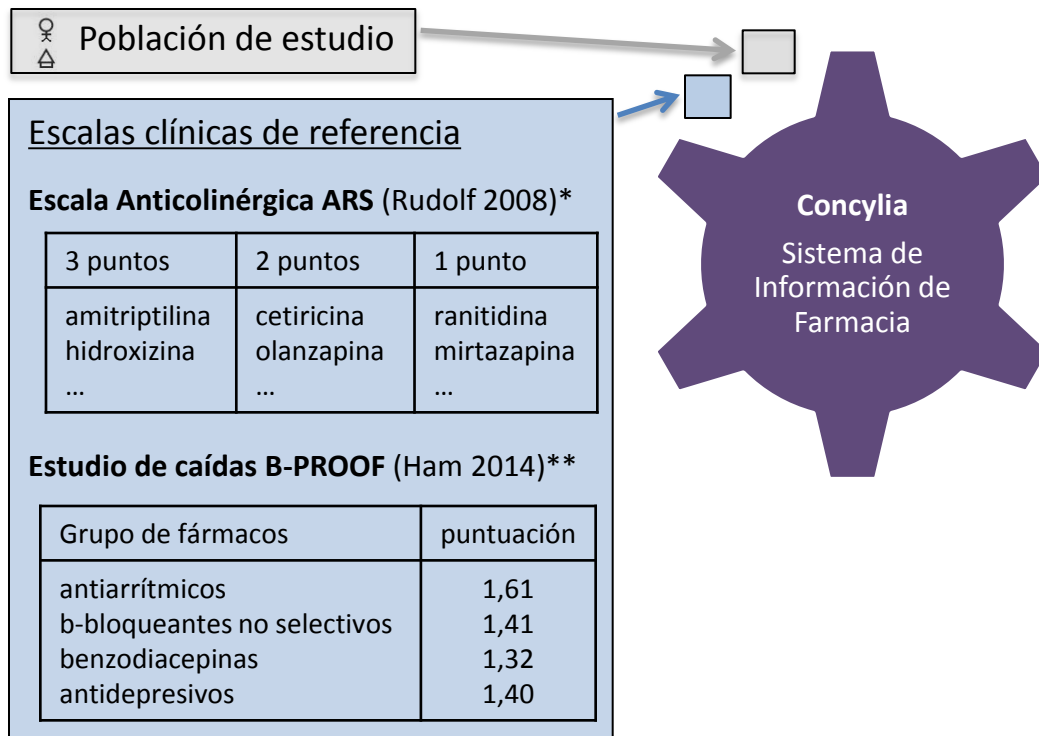 Población de estudio
Escalas clínicas de referencia
Escala Anticolinérgica ARS (Rudolf 2008)*
3 puntos 2 puntos 1 punto
amitriptilina cetiricina ranitidina
hidroxizina olanzapina mirtazapina
... ... ...
Estudio de caídas B-PROOF (Ham 2014)**
Grupo de fármacos puntuación
antiarrítmicos 1,61
b-bloqueantes no selectivos 1,41
benzodiacepinas 1,32
antidepresivos 1,40
Concylia
Sistema de
Información de
Farmacia